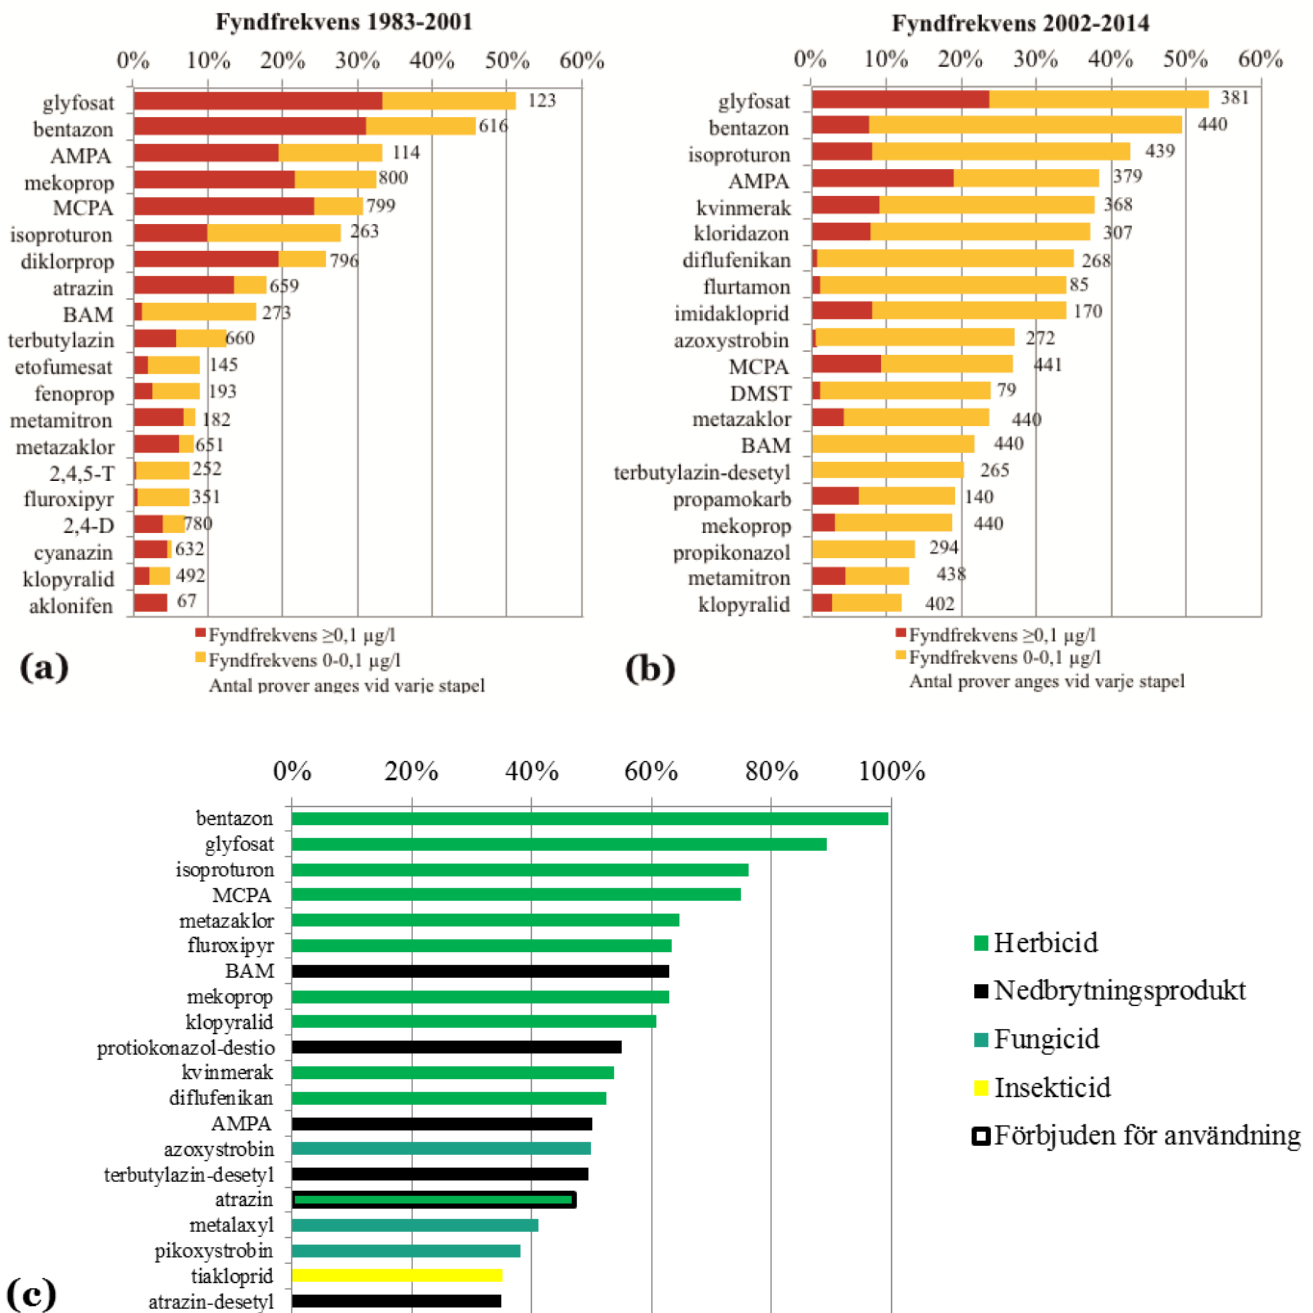 Fyndfrekvens 1983-2001
0% 10% 20% 30% 40% 50% 60%
glyfosat 123
bentazon 616
AMPA 114
mekoprop 800
MCPA 799
isoproturon 263
diklorprop 796
atrazin 659
BAM 273
terbutylazin 660
etofumesat 145
fenoprop 193
metamitron 182
metazaklor 651
2,4,5-T 252
fluroxipyr 351
2,4-D 780
cyanazin 632
klopyralid 492
aklonifen 67
Fyndfrekvens ≥0,1 µg/l
Fyndfrekvens 0-0,1 µg/l
Antal prover anges vid varje stapel
(a)
Fyndfrekvens 2002-2014
0% 10% 20% 30% 40% 50% 60%
glyfosat 381
bentazon 440
isoproturon 439
AMPA 379
kvinmerak 368
kloridazon 307
diflufenikan 268
flurtamon 85
imidakloprid 170
azoxystrobin 272
MCPA 441
DMST 79
metazaklor 440
BAM 440
terbutylazin-desetyl 265
propamokarb 140
mekoprop 440
propikonazol 294
metamitron 438
klopyralid 402
Fyndfrekvens ≥0,1 µg/l
Fyndfrekvens 0-0,1 µg/l
Antal prover anges vid varje stapel
(b)
0% 20% 40% 60% 80% 100%
bentazon
glyfosat
isoproturon
MCPA
metazaklor
fluroxipyr
BAM
mekoprop
klopyralid
protiokonazol-destio
kvinmerak
diflufenikan
AMPA
azoxystrobin
terbutylazin-desetyl
atrazin
metalaxyl
pikoxystrobin
tiakloprid
atrazin-desetyl
Herbicid
Nedbrytningsprodukt
Fungicid
Insekticid
Förbjuden för användning
(c)